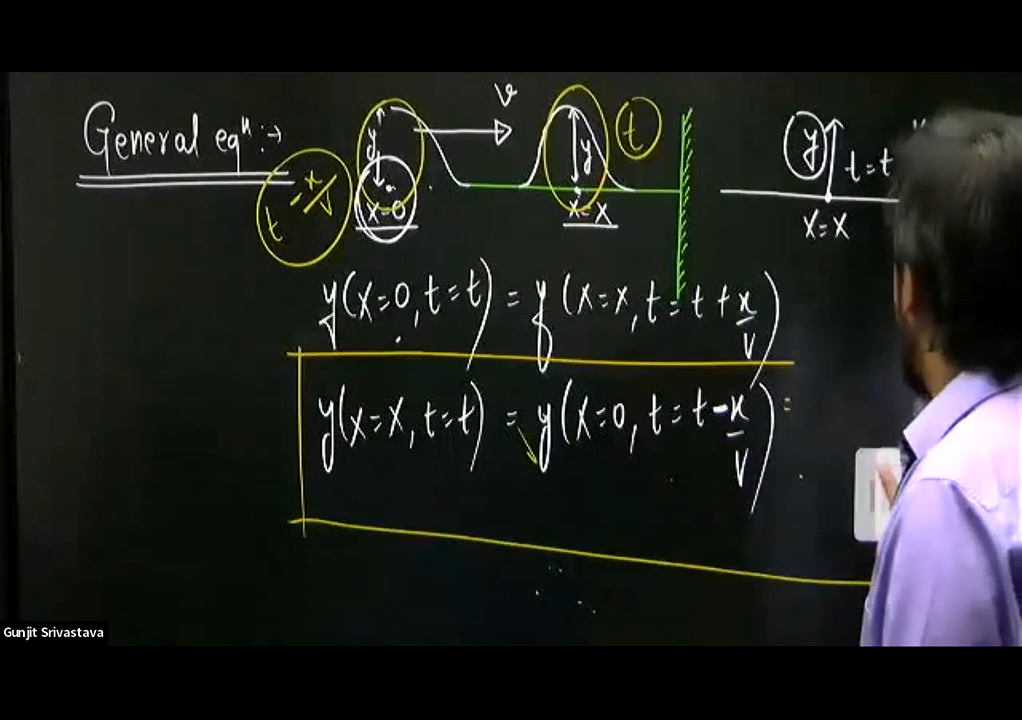 General eqⁿ :→
v
y
y
t
y
t=t
t = x/v
x=0
x=x
x=x
y(x=0, t=t) = y(x=x, t=t+x/v)
y(x=x, t=t) = y(x=0, t=t-x/v) =
Gunjit Srivastava